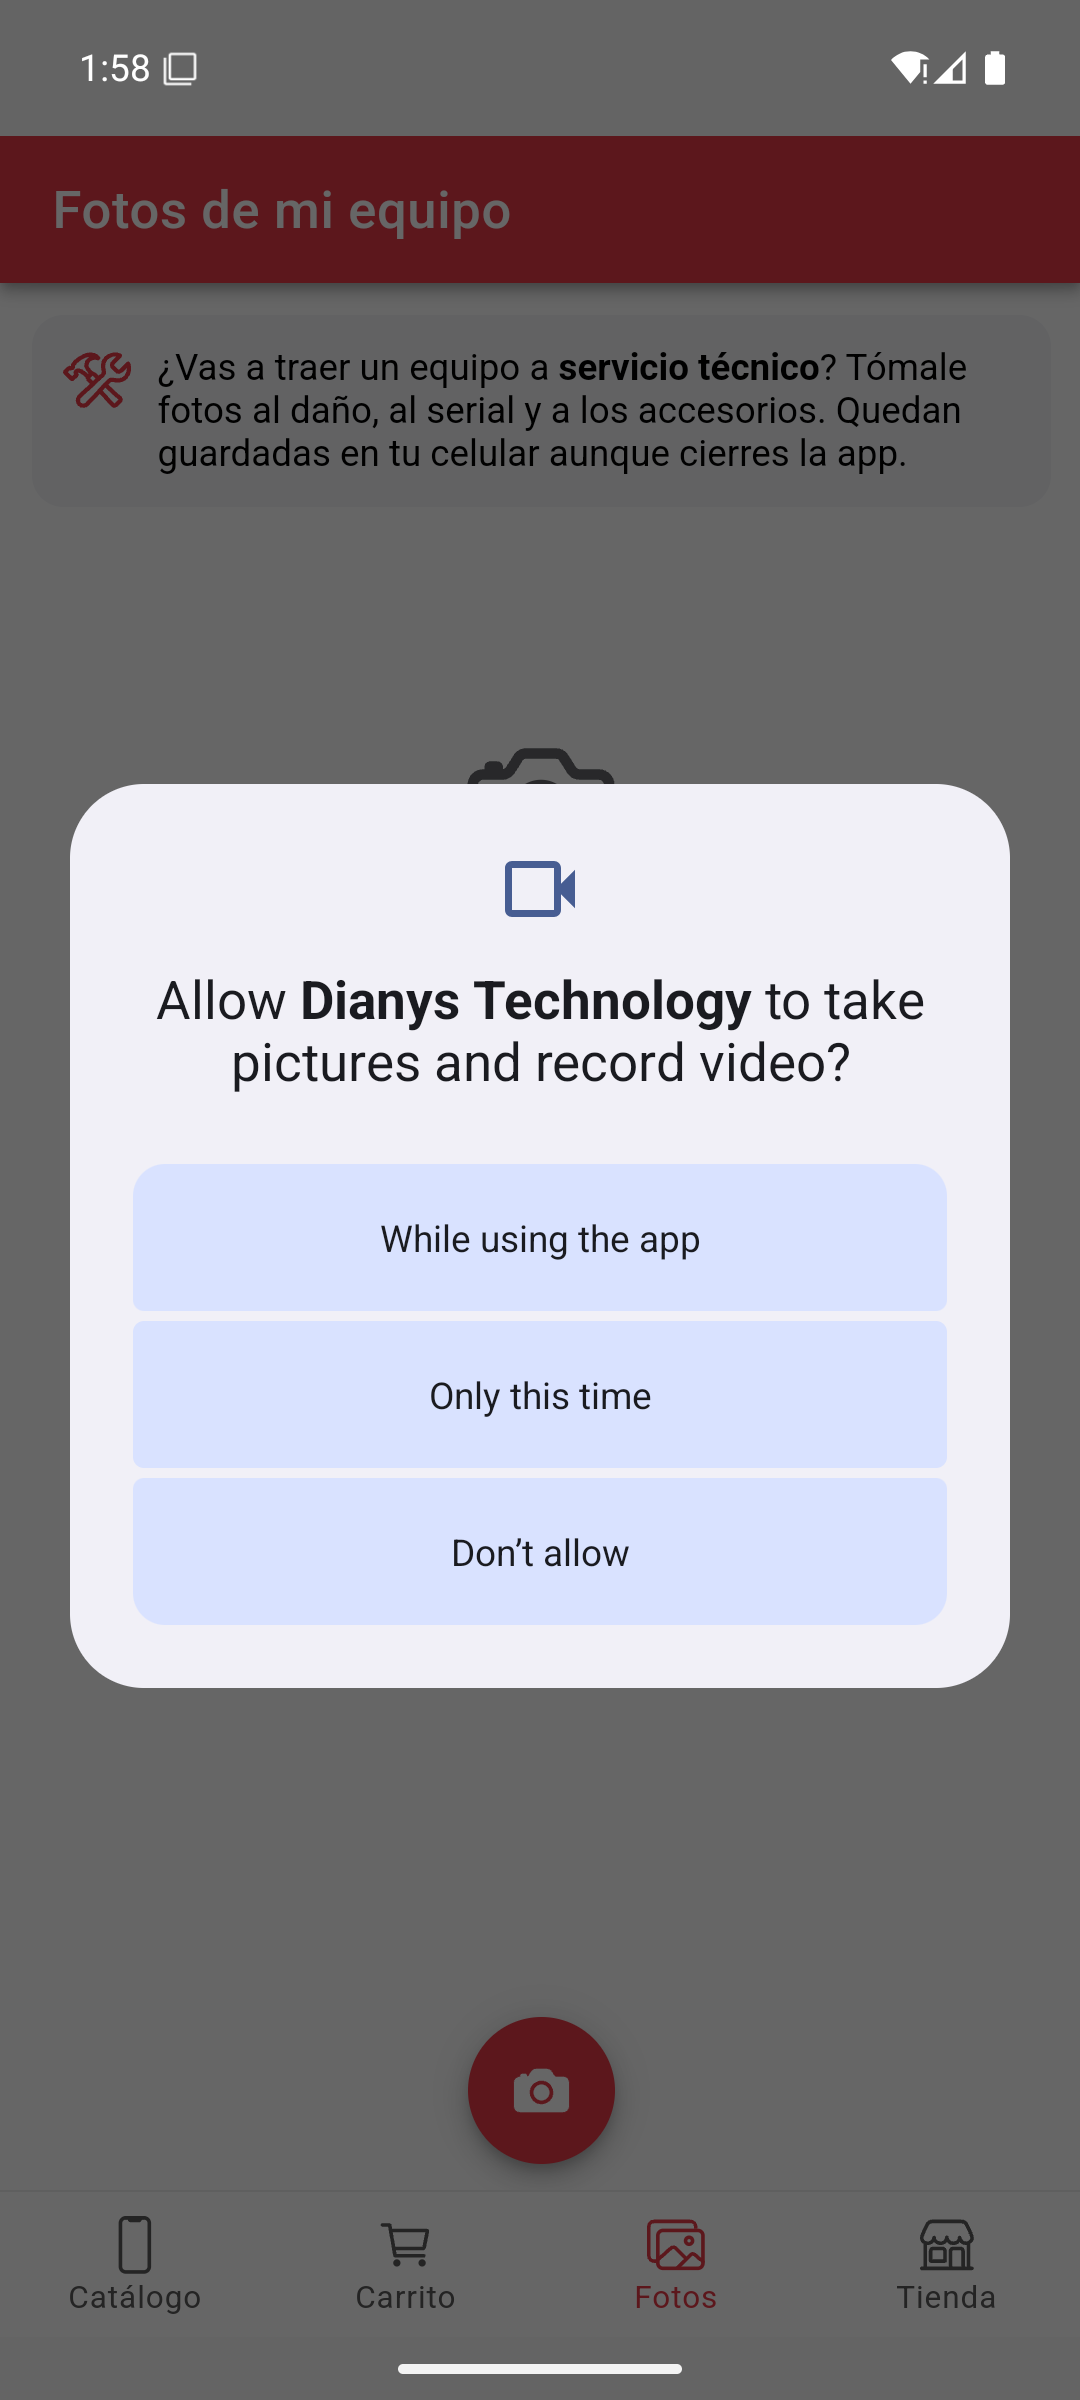 1:58
Fotos de mi equipo
¿Vas a traer un equipo a servicio técnico? Tómale
fotos al daño, al serial y a los accesorios. Quedan
guardadas en tu celular aunque cierres la app.
Allow Dianys Technology to take
pictures and record video?
While using the app
Only this time
Don’t allow
Catálogo
Carrito
Fotos
Tienda